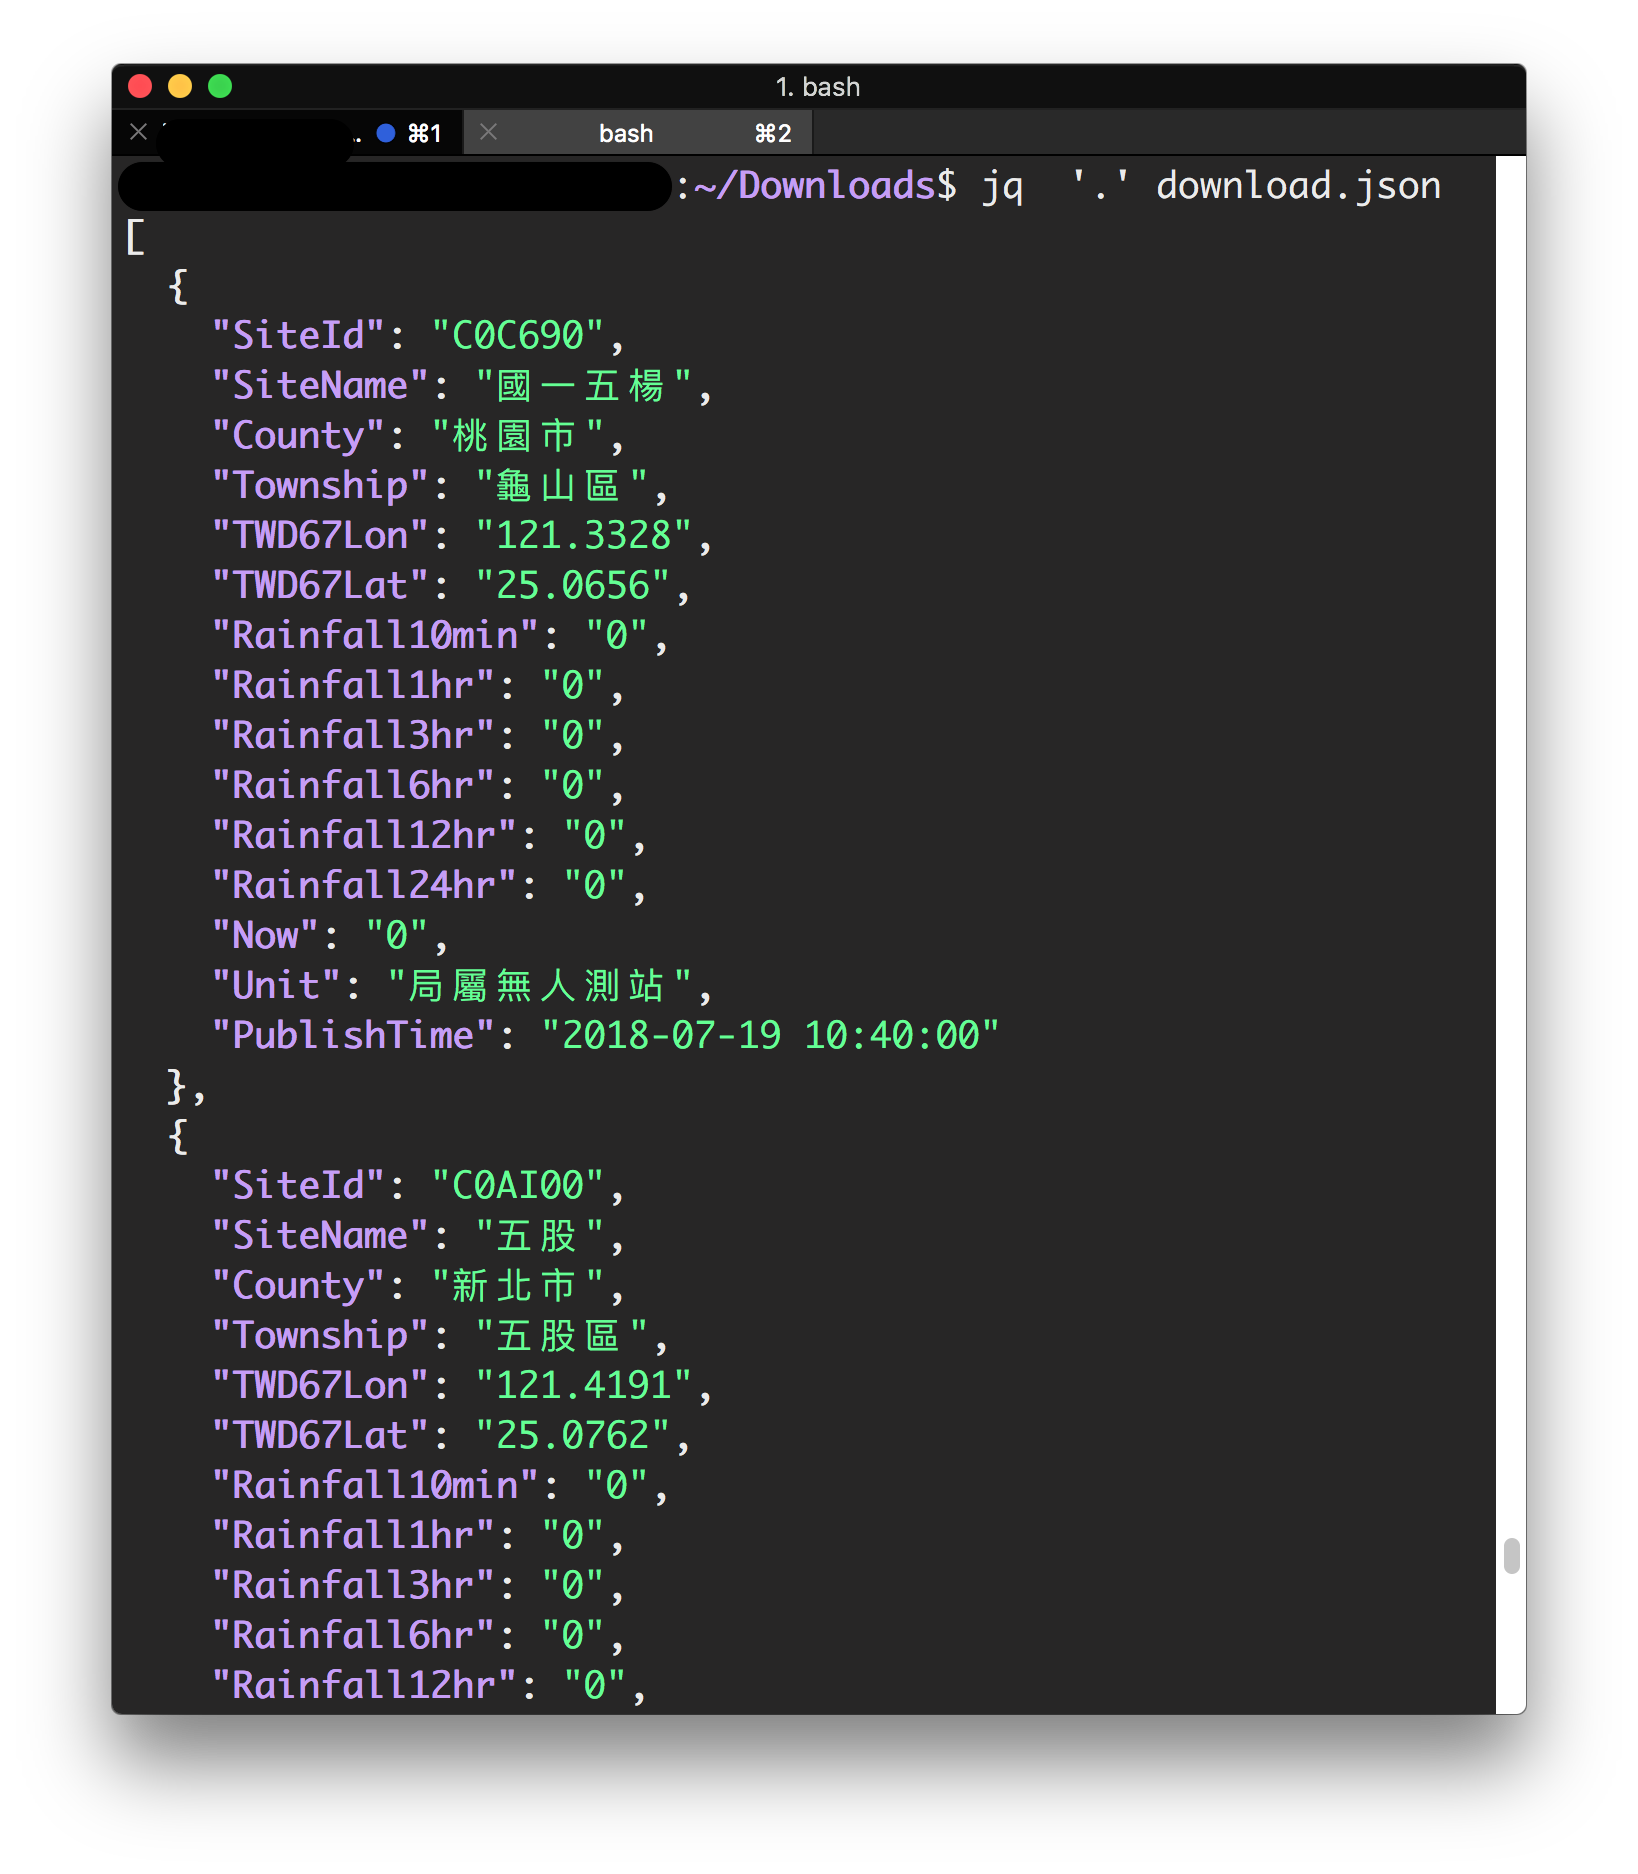 1. bash
⌘1
bash ⌘2
:~/Downloads$ jq  '.' download.json
[
  {
    "SiteId": "C0C690",
    "SiteName": "國一五楊",
    "County": "桃園市",
    "Township": "龜山區",
    "TWD67Lon": "121.3328",
    "TWD67Lat": "25.0656",
    "Rainfall10min": "0",
    "Rainfall1hr": "0",
    "Rainfall3hr": "0",
    "Rainfall6hr": "0",
    "Rainfall12hr": "0",
    "Rainfall24hr": "0",
    "Now": "0",
    "Unit": "局屬無人測站",
    "PublishTime": "2018-07-19 10:40:00"
  },
  {
    "SiteId": "C0AI00",
    "SiteName": "五股",
    "County": "新北市",
    "Township": "五股區",
    "TWD67Lon": "121.4191",
    "TWD67Lat": "25.0762",
    "Rainfall10min": "0",
    "Rainfall1hr": "0",
    "Rainfall3hr": "0",
    "Rainfall6hr": "0",
    "Rainfall12hr": "0",